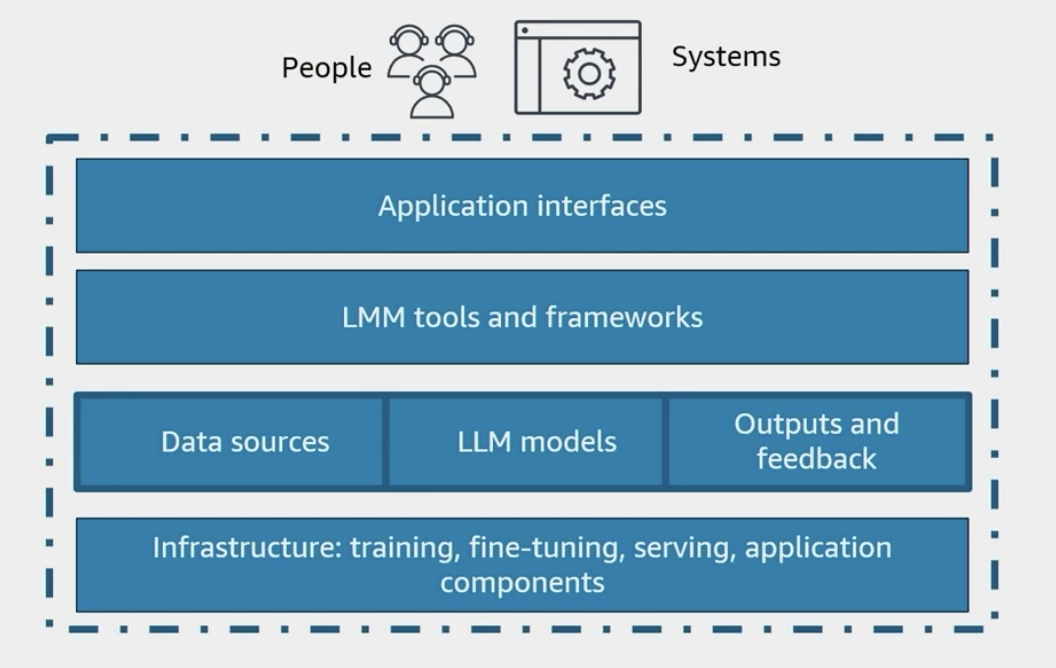 People
Systems
Application interfaces
LMM tools and frameworks
Data sources
LLM models
Outputs and
feedback
Infrastructure: training, fine-tuning, serving, application
components